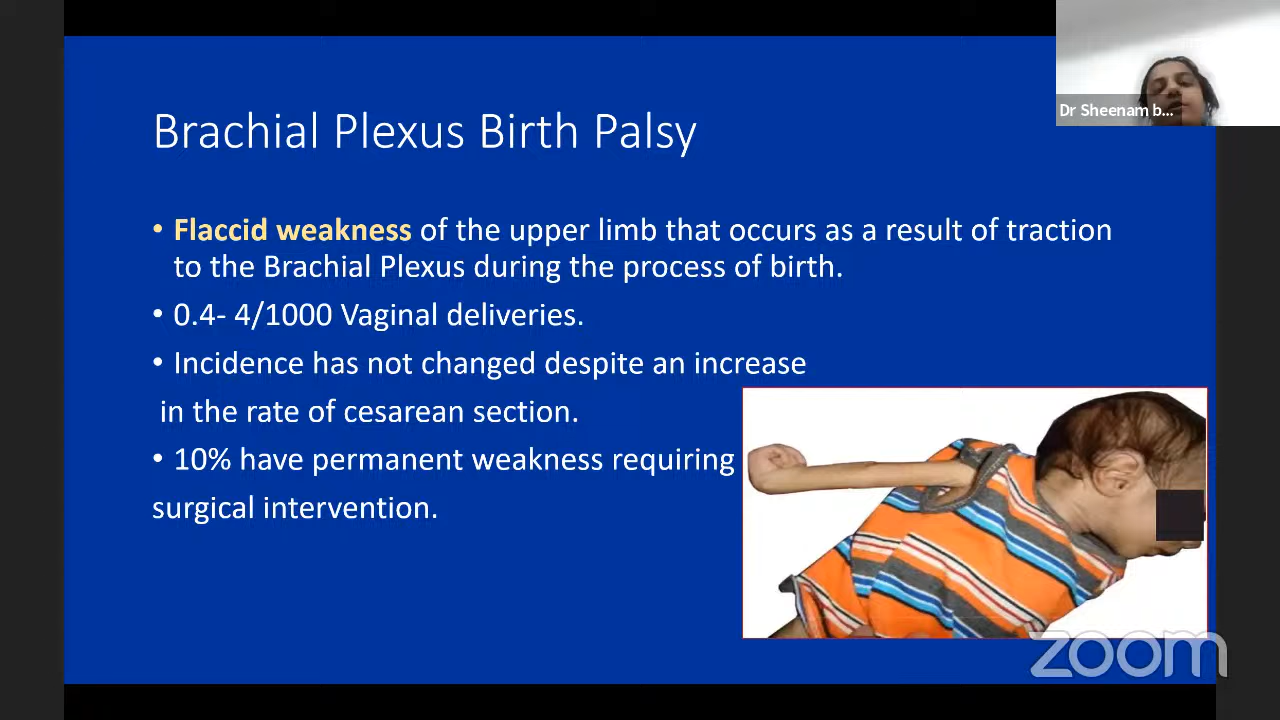 Dr Sheenam b...
Brachial Plexus Birth Palsy
• Flaccid weakness of the upper limb that occurs as a result of traction
to the Brachial Plexus during the process of birth.
• 0.4- 4/1000 Vaginal deliveries.
• Incidence has not changed despite an increase
in the rate of cesarean section.
• 10% have permanent weakness requiring
surgical intervention.
zoom